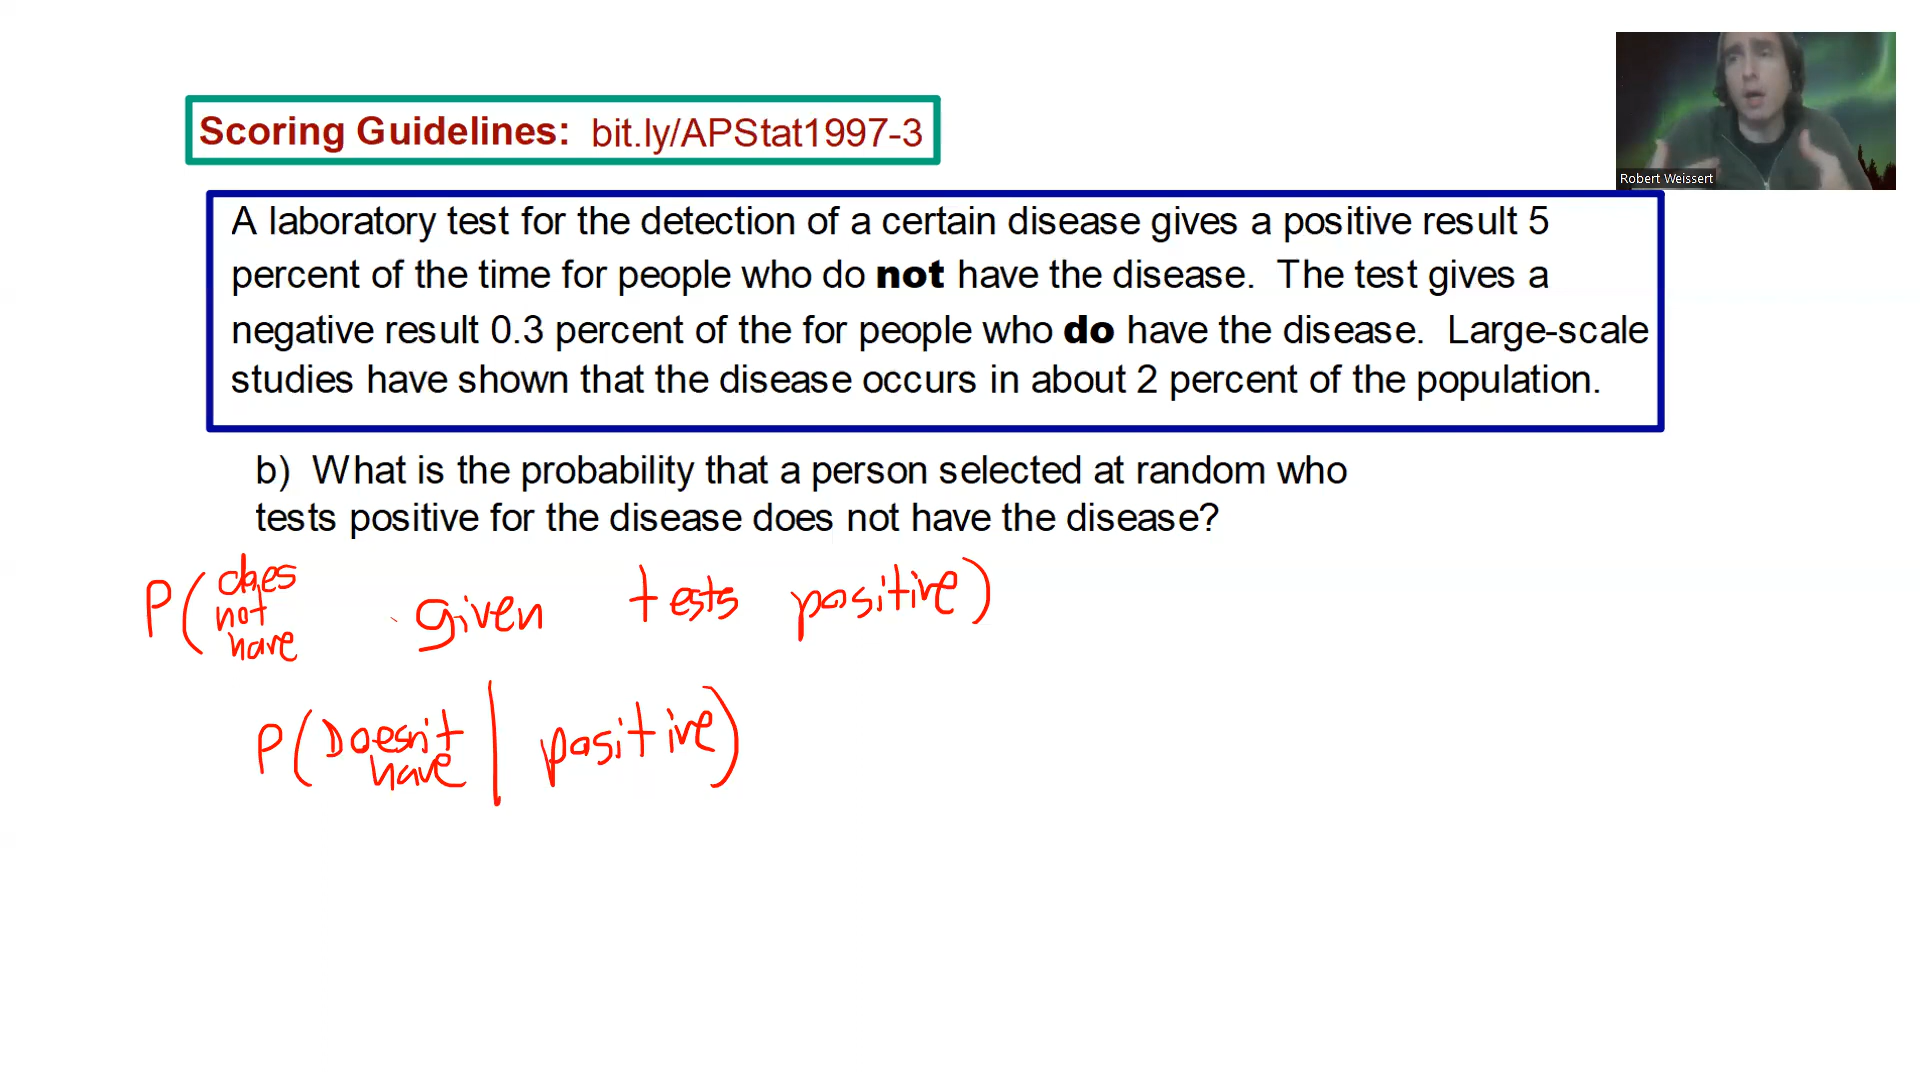 Scoring Guidelines: bit.ly/APStat1997-3
Robert Weissert
A laboratory test for the detection of a certain disease gives a positive result 5
percent of the time for people who do not have the disease. The test gives a
negative result 0.3 percent of the for people who do have the disease. Large-scale
studies have shown that the disease occurs in about 2 percent of the population.
b) What is the probability that a person selected at random who
tests positive for the disease does not have the disease?
P( does not have given tests positive)
P(Doesn't have | positive)